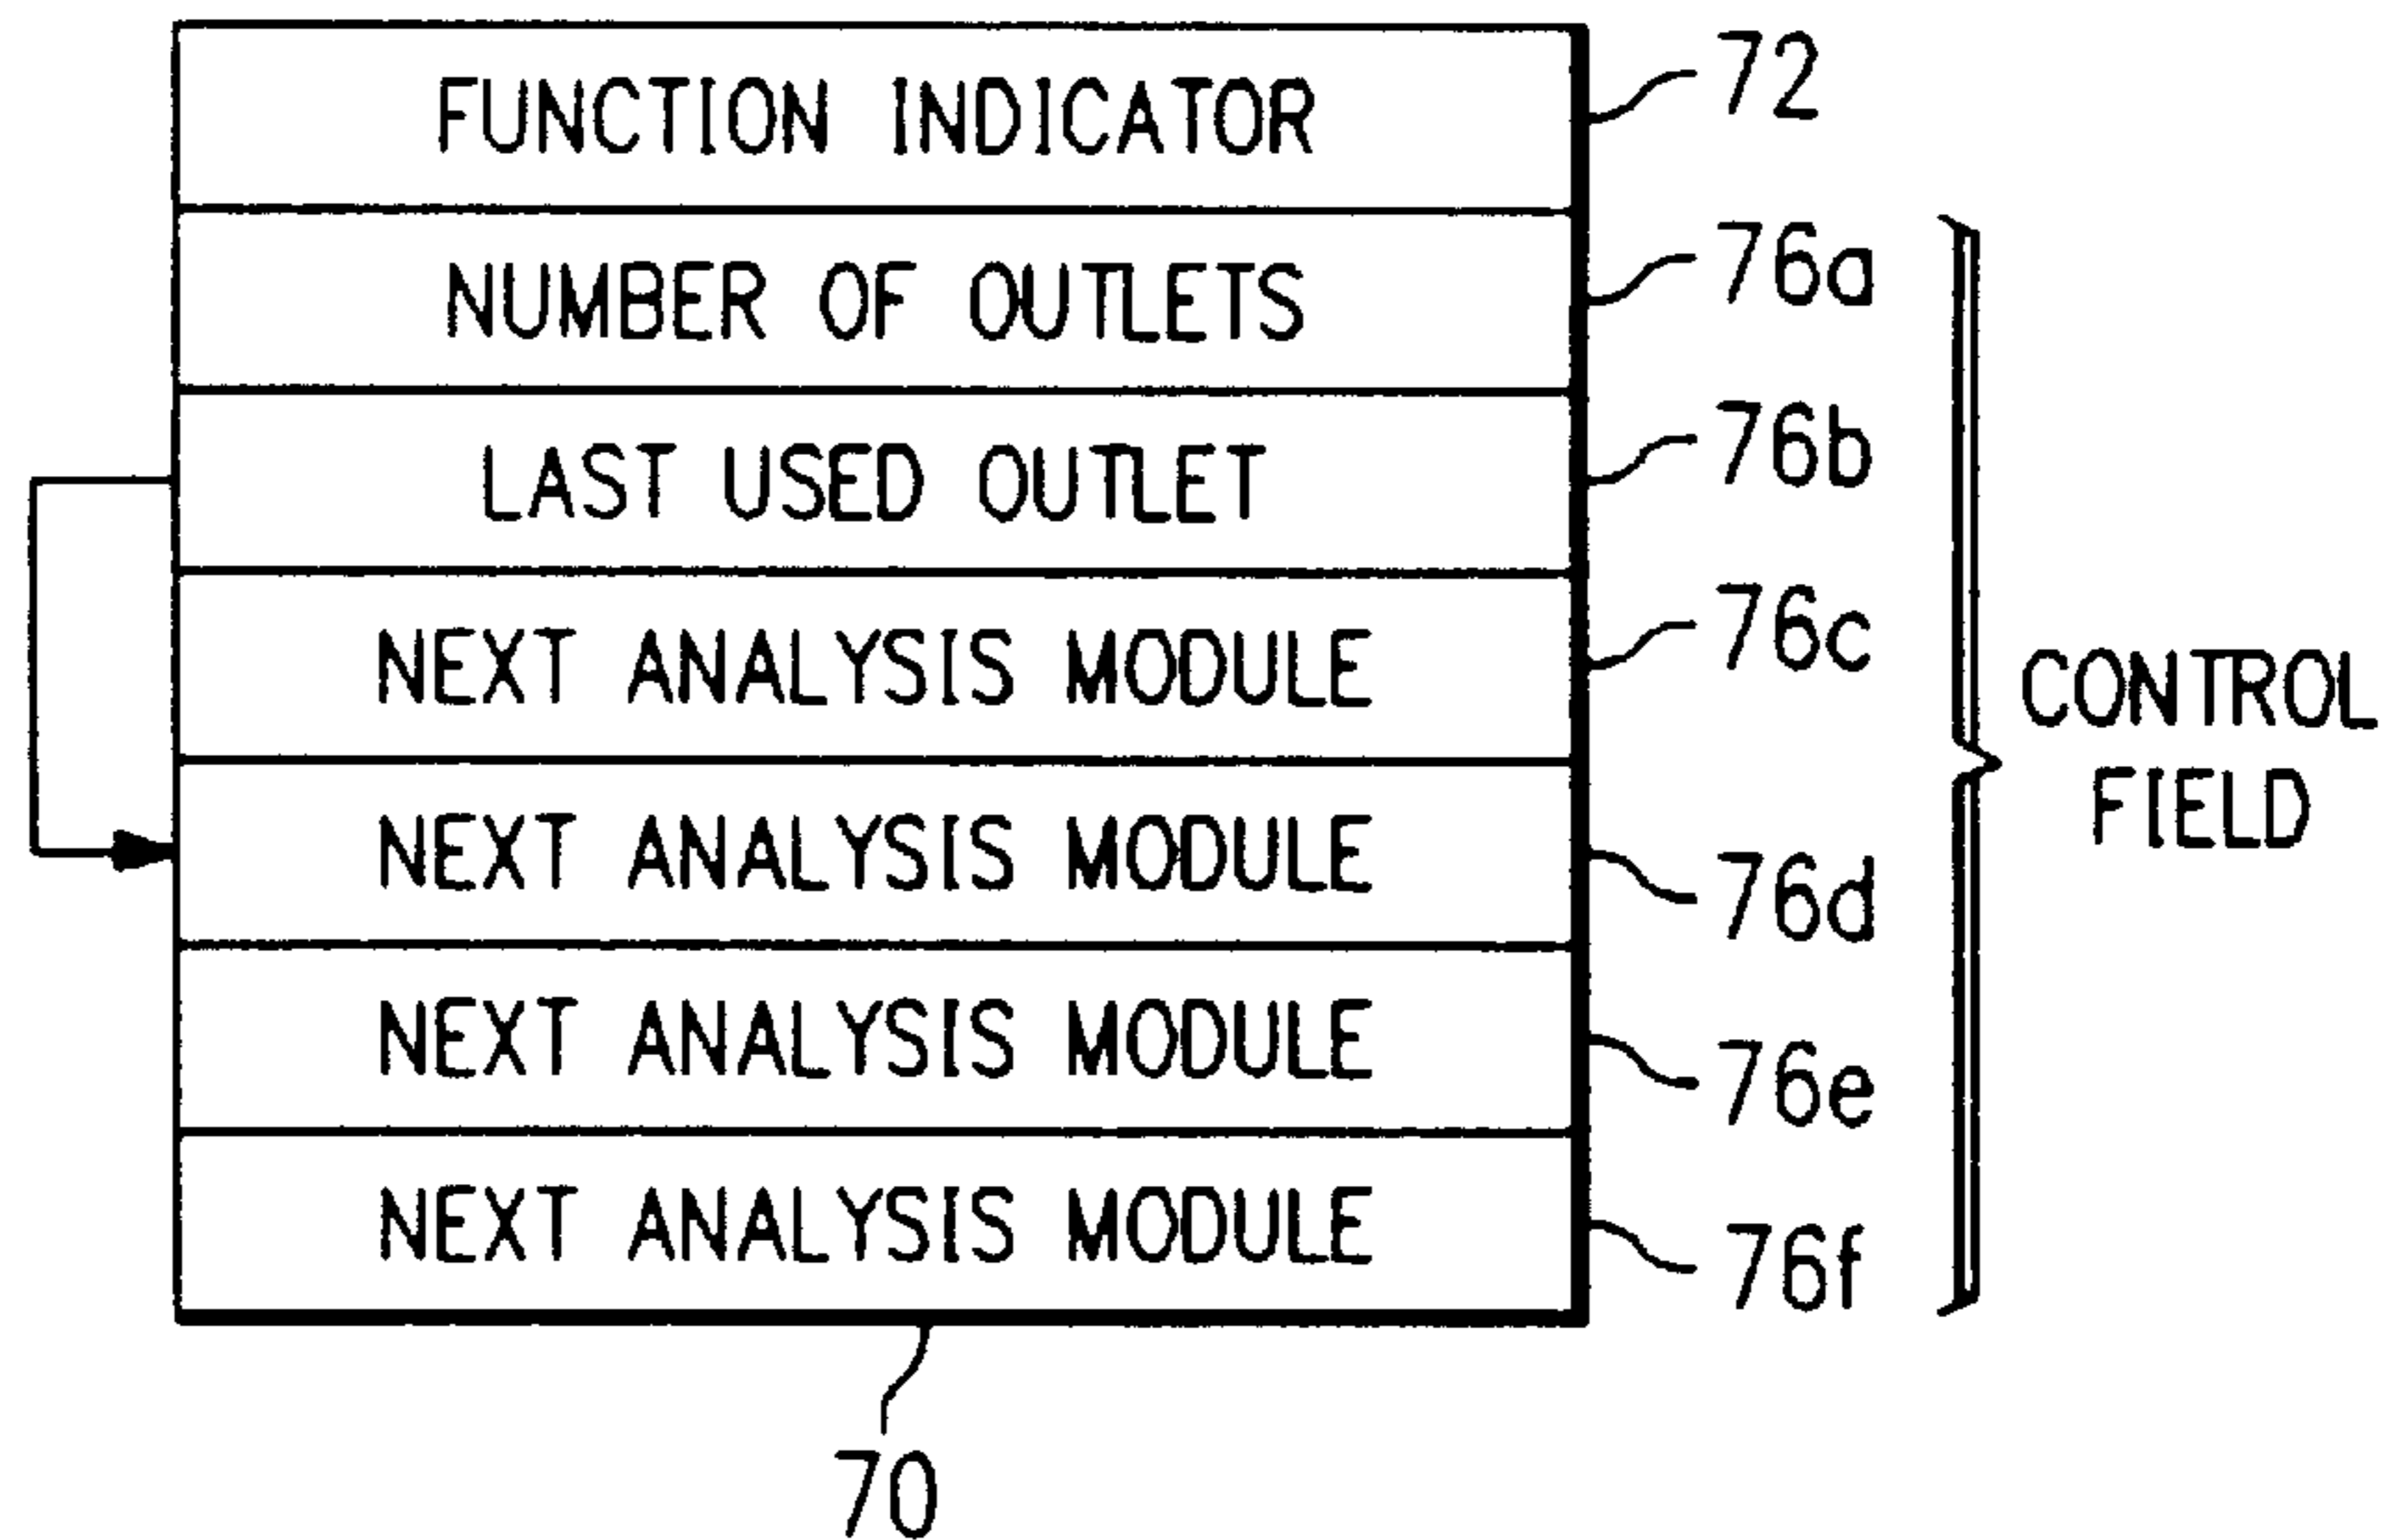 FUNCTION INDICATOR 72
NUMBER OF OUTLETS 76a
LAST USED OUTLET 76b
NEXT ANALYSIS MODULE 76c
NEXT ANALYSIS MODULE 76d
NEXT ANALYSIS MODULE 76e
NEXT ANALYSIS MODULE 76f
CONTROL
FIELD
70